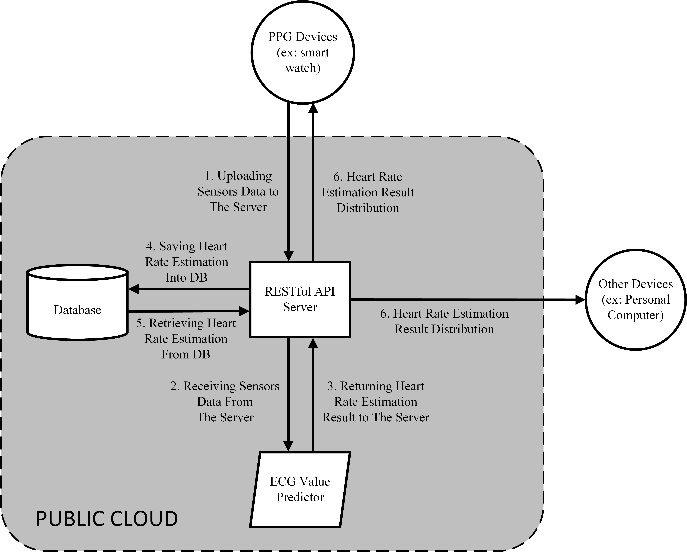 PPG Devices
(ex: smart
watch)
1. Uploading
Sensors Data to
The Server
6. Heart Rate
Estimation Result
Distribution
4. Saving Heart
Rate Estimation
Into DB
RESTful API
Server
Database
5. Retrieving Heart
Rate Estimation
From DB
6. Heart Rate Estimation
Result Distribution
Other Devices
(ex: Personal
Computer)
2. Receiving Sensors
Data From
The Server
3. Returning Heart
Rate Estimation
Result to The Server
ECG Value
Predictor
PUBLIC CLOUD